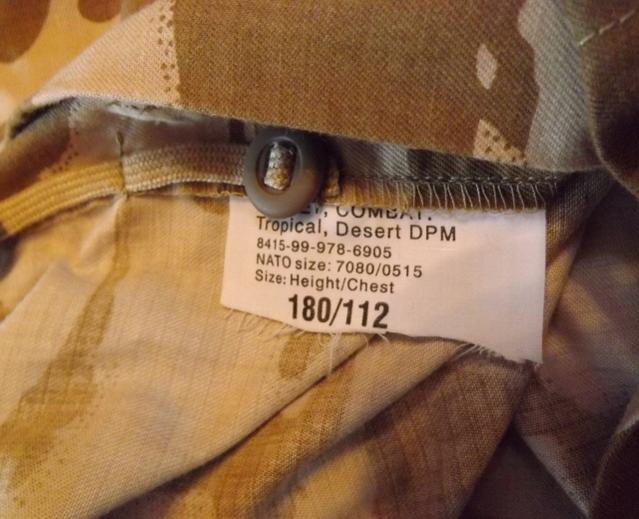 COMBAT.
Tropical, Desert DPM
8415-99-978-6905
NATO size: 7080/0515
Size: Height/Chest
180/112